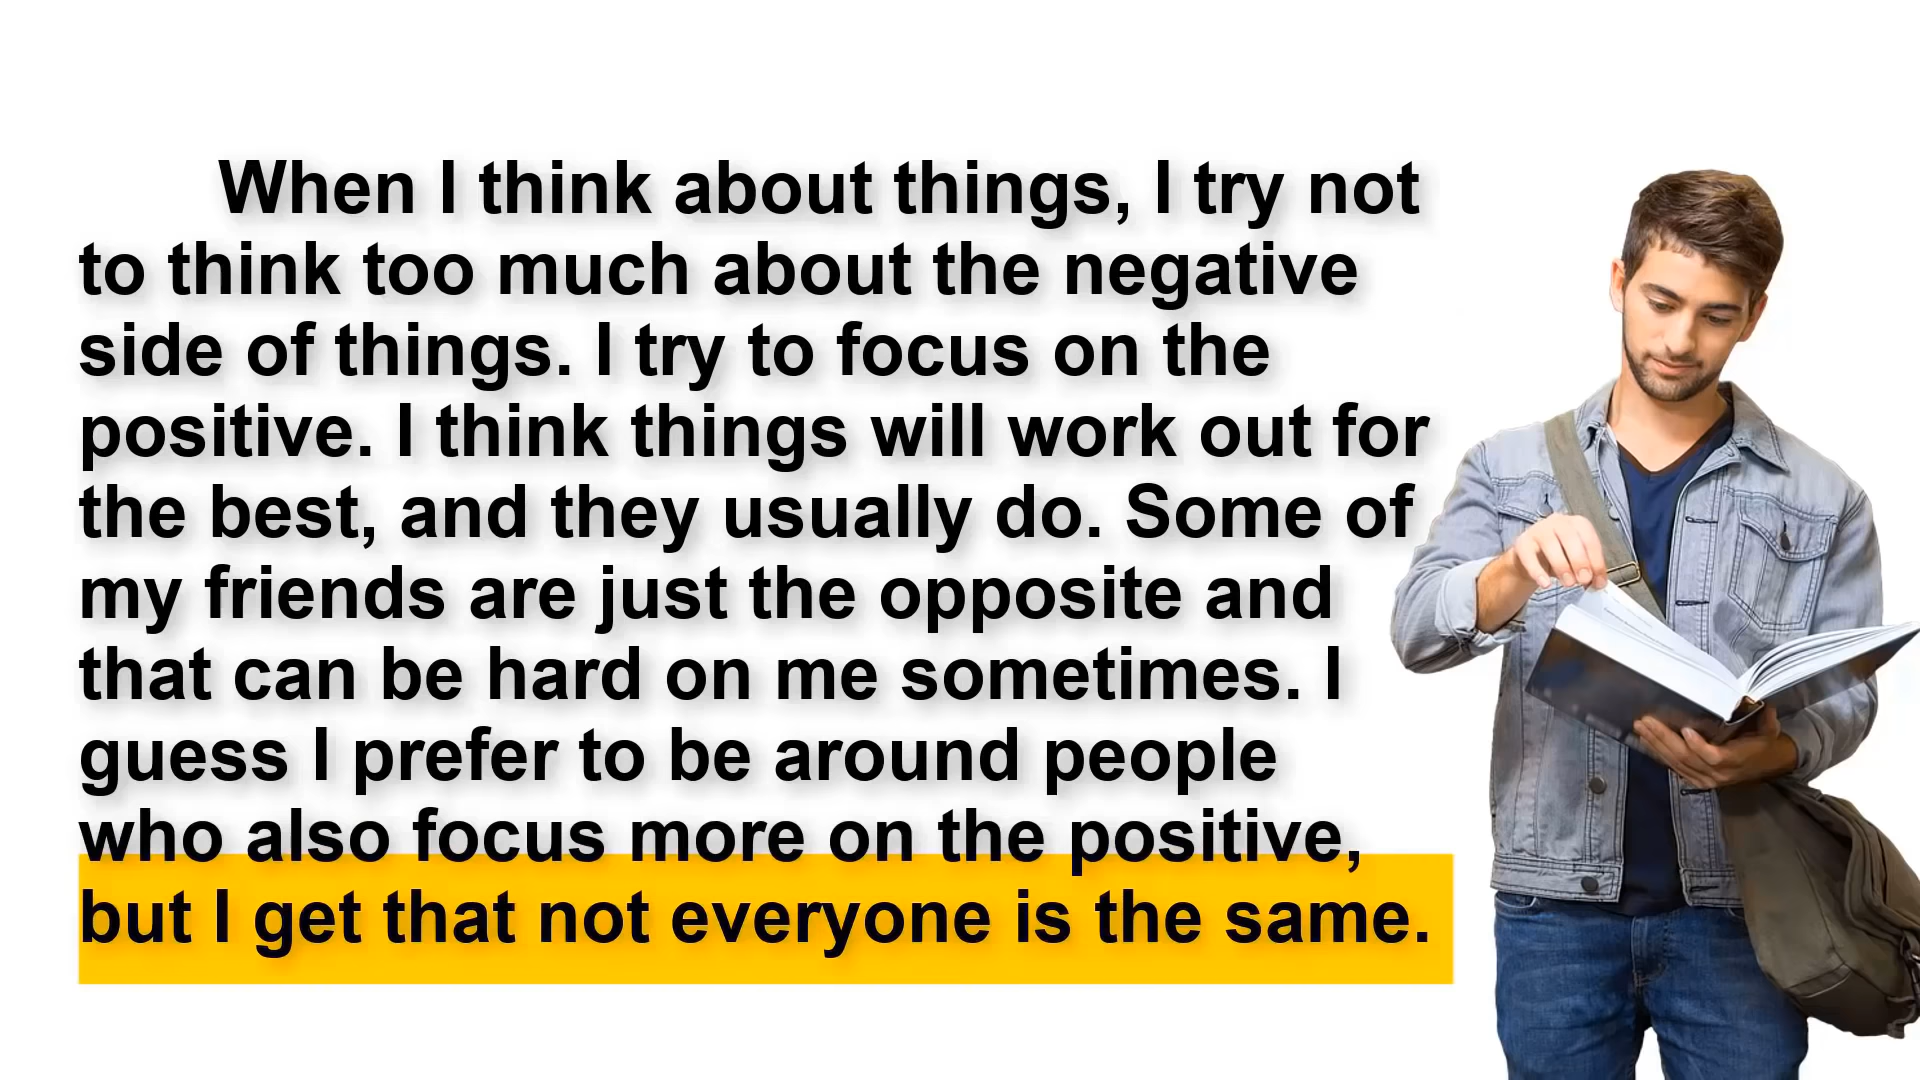 When I think about things, I try not
to think too much about the negative
side of things. I try to focus on the
positive. I think things will work out for
the best, and they usually do. Some of
my friends are just the opposite and
that can be hard on me sometimes. I
guess I prefer to be around people
who also focus more on the positive,
but I get that not everyone is the same.